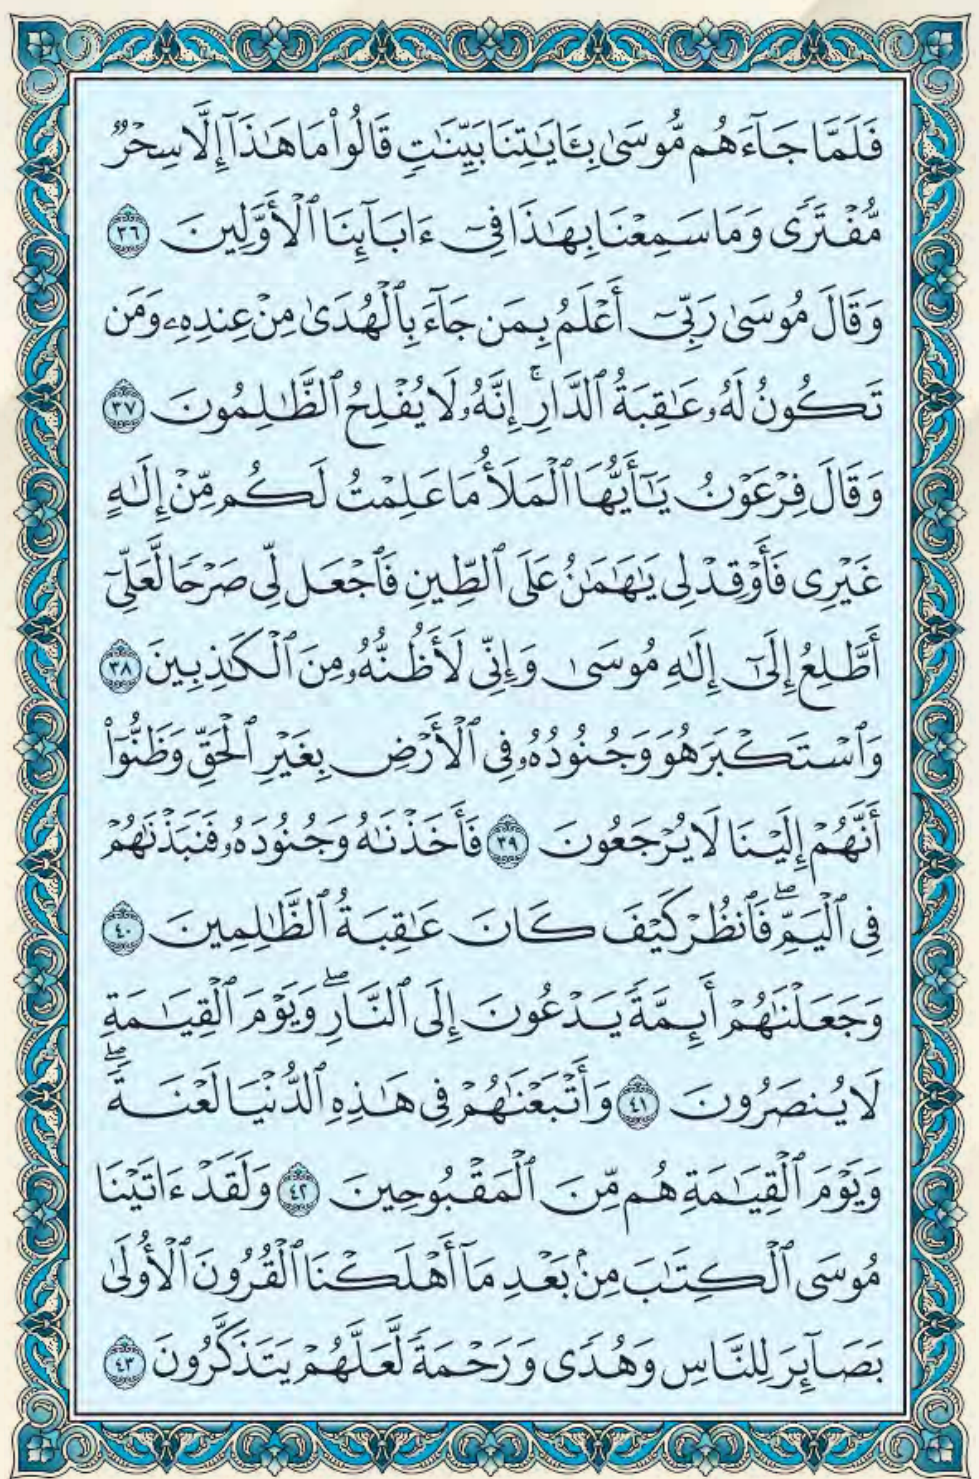 فَلَمَّا جَآءَهُم مُّوسَىٰ بِـَٔايَٰتِنَا بَيِّنَٰتٖ قَالُواْ مَا هَٰذَآ إِلَّا سِحۡرٞ
مُّفۡتَرٗى وَمَا سَمِعۡنَا بِهَٰذَا فِيٓ ءَابَآئِنَا ٱلۡأَوَّلِينَ ٣٦
وَقَالَ مُوسَىٰ رَبِّيٓ أَعۡلَمُ بِمَن جَآءَ بِٱلۡهُدَىٰ مِنۡ عِندِهِۦ وَمَن
تَكُونُ لَهُۥ عَٰقِبَةُ ٱلدَّارِۚ إِنَّهُۥ لَا يُفۡلِحُ ٱلظَّٰلِمُونَ ٣٧
وَقَالَ فِرۡعَوۡنُ يَٰٓأَيُّهَا ٱلۡمَلَأُ مَا عَلِمۡتُ لَكُم مِّنۡ إِلَٰهٍ
غَيۡرِي فَأَوۡقِدۡ لِي يَٰهَٰمَٰنُ عَلَى ٱلطِّينِ فَٱجۡعَل لِّي صَرۡحٗا لَّعَلِّيٓ
أَطَّلِعُ إِلَىٰٓ إِلَٰهِ مُوسَىٰ وَإِنِّي لَأَظُنُّهُۥ مِنَ ٱلۡكَٰذِبِينَ ٣٨
وَٱسۡتَكۡبَرَ هُوَ وَجُنُودُهُۥ فِي ٱلۡأَرۡضِ بِغَيۡرِ ٱلۡحَقِّ وَظَنُّوٓاْ
أَنَّهُمۡ إِلَيۡنَا لَا يُرۡجَعُونَ ٣٩ فَأَخَذۡنَٰهُ وَجُنُودَهُۥ فَنَبَذۡنَٰهُمۡ
فِي ٱلۡيَمِّۖ فَٱنظُرۡ كَيۡفَ كَانَ عَٰقِبَةُ ٱلظَّٰلِمِينَ ٤٠
وَجَعَلۡنَٰهُمۡ أَئِمَّةٗ يَدۡعُونَ إِلَى ٱلنَّارِۖ وَيَوۡمَ ٱلۡقِيَٰمَةِ
لَا يُنصَرُونَ ٤١ وَأَتۡبَعۡنَٰهُمۡ فِي هَٰذِهِ ٱلدُّنۡيَا لَعۡنَةٗۖ
وَيَوۡمَ ٱلۡقِيَٰمَةِ هُم مِّنَ ٱلۡمَقۡبُوحِينَ ٤٢ وَلَقَدۡ ءَاتَيۡنَا
مُوسَى ٱلۡكِتَٰبَ مِنۢ بَعۡدِ مَآ أَهۡلَكۡنَا ٱلۡقُرُونَ ٱلۡأُولَىٰ
بَصَآئِرَ لِلنَّاسِ وَهُدٗى وَرَحۡمَةٗ لَّعَلَّهُمۡ يَتَذَكَّرُونَ ٤٣